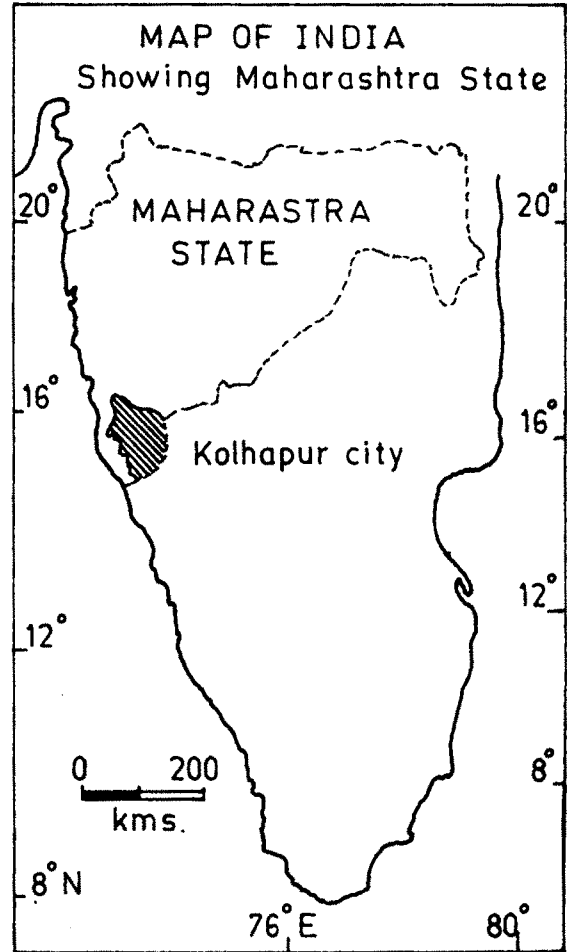 MAP OF INDIA
Showing Maharashtra State
20°
20°
MAHARASTRA
STATE
16°
16°
Kolhapur city
12°
12°
0 200
kms.
8°
8°N
76°E
80°